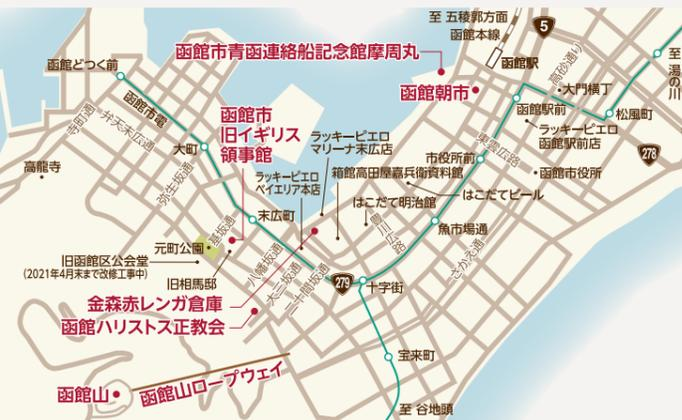 至 五稜郭方面
函館本線
5
至 湯の川
函館市青函連絡船記念館摩周丸
函館駅
高砂通り
函館どつく前
函館朝市
大門横丁
函館市電
函館駅前
松風町
寺町通
弁天末広通
函館市
旧イギリス
領事館
ラッキーピエロ
マリーナ末広店
ラッキーピエロ
函館駅前店
大町
東雲広路
278
市役所前
高龍寺
弥生坂通
ラッキーピエロ
ベイエリア本店
箱館高田屋嘉兵衛資料館
函館市役所
はこだてビール
はこだて明治館
末広町
基坂通
豊川広路
魚市場通
元町公園
さかえ通
旧函館区公会堂
(2021年4月末まで改修工事中)
八幡坂通
大三坂通
二十間坂通
旧相馬邸
279
十字街
金森赤レンガ倉庫
函館ハリストス正教会
宝来町
函館山
函館山ロープウェイ
至 谷地頭